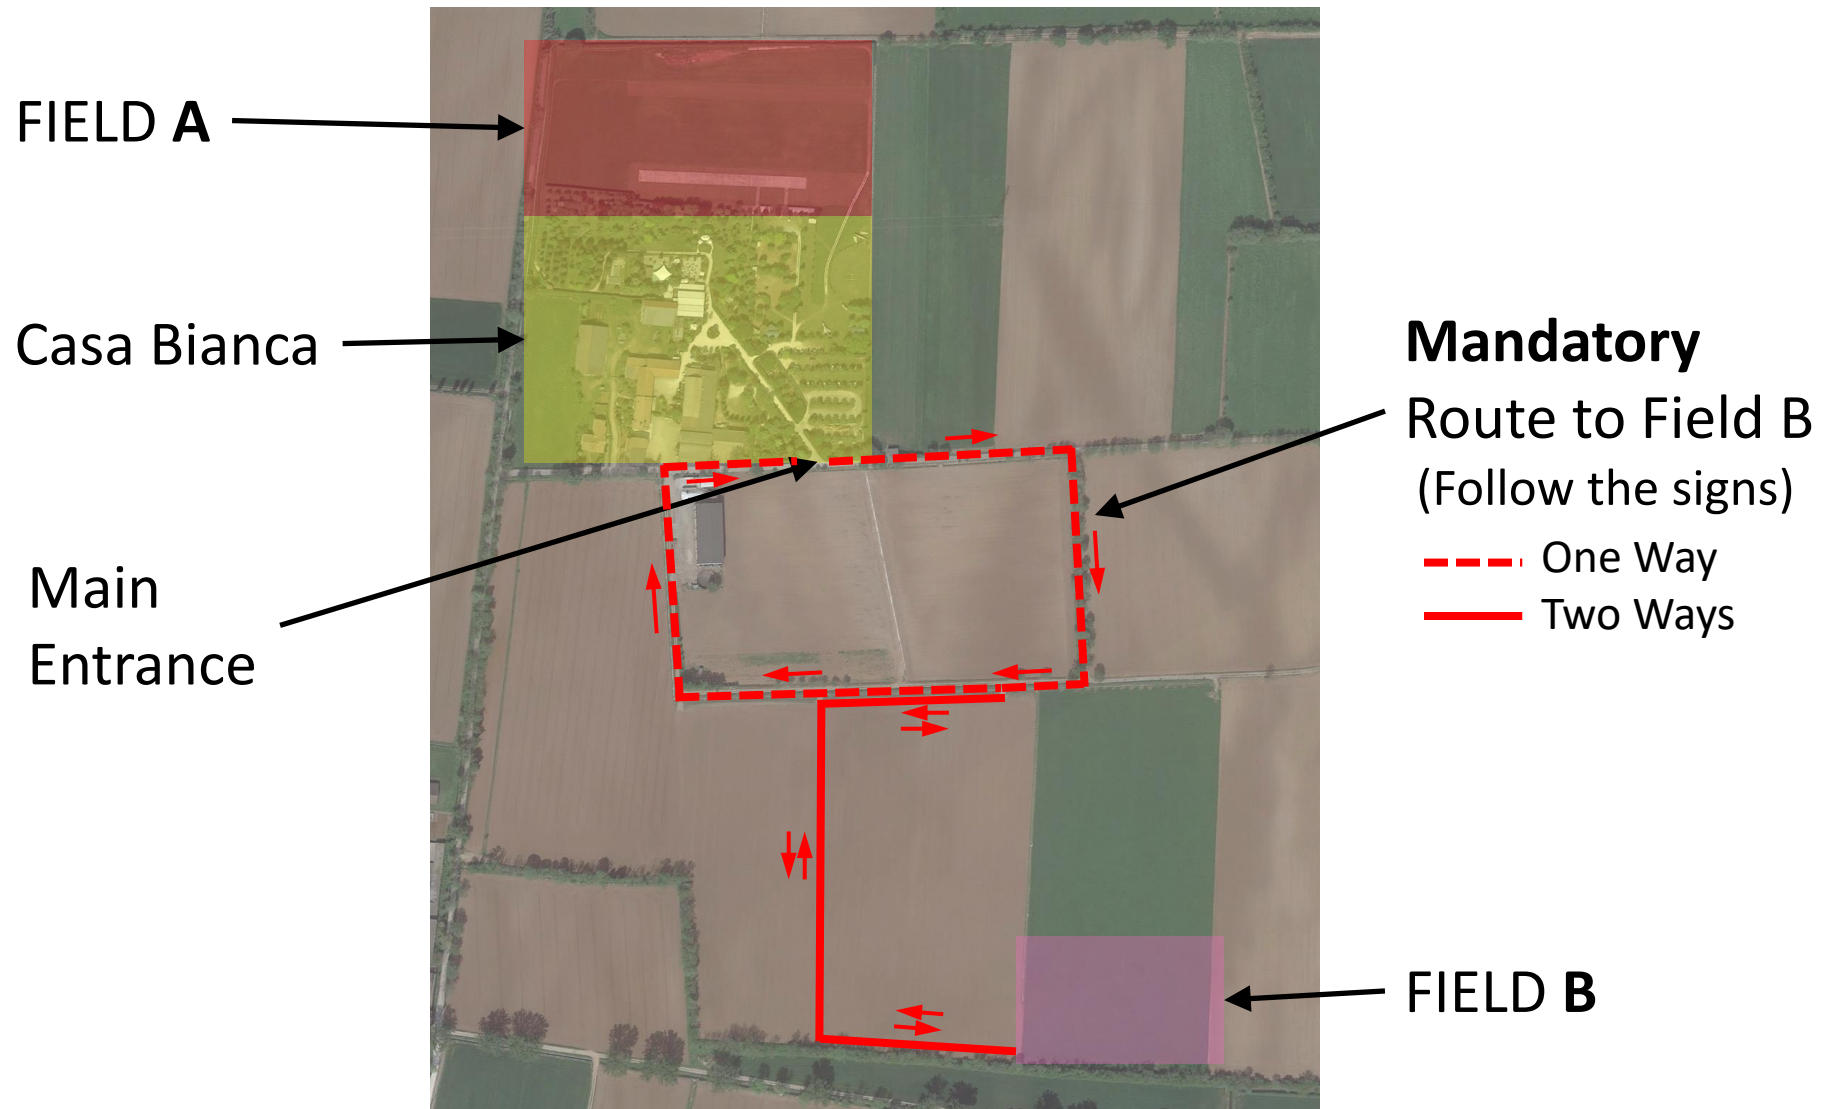 FIELD A
Casa Bianca
Main
Entrance
Mandatory
Route to Field B
(Follow the signs)
One Way
Two Ways
FIELD B